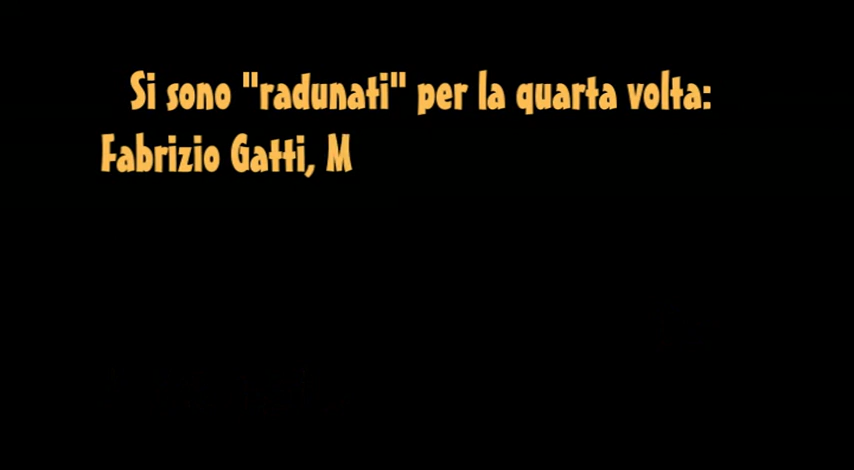 Si sono "radunati" per la quarta volta:
Fabrizio Gatti, M